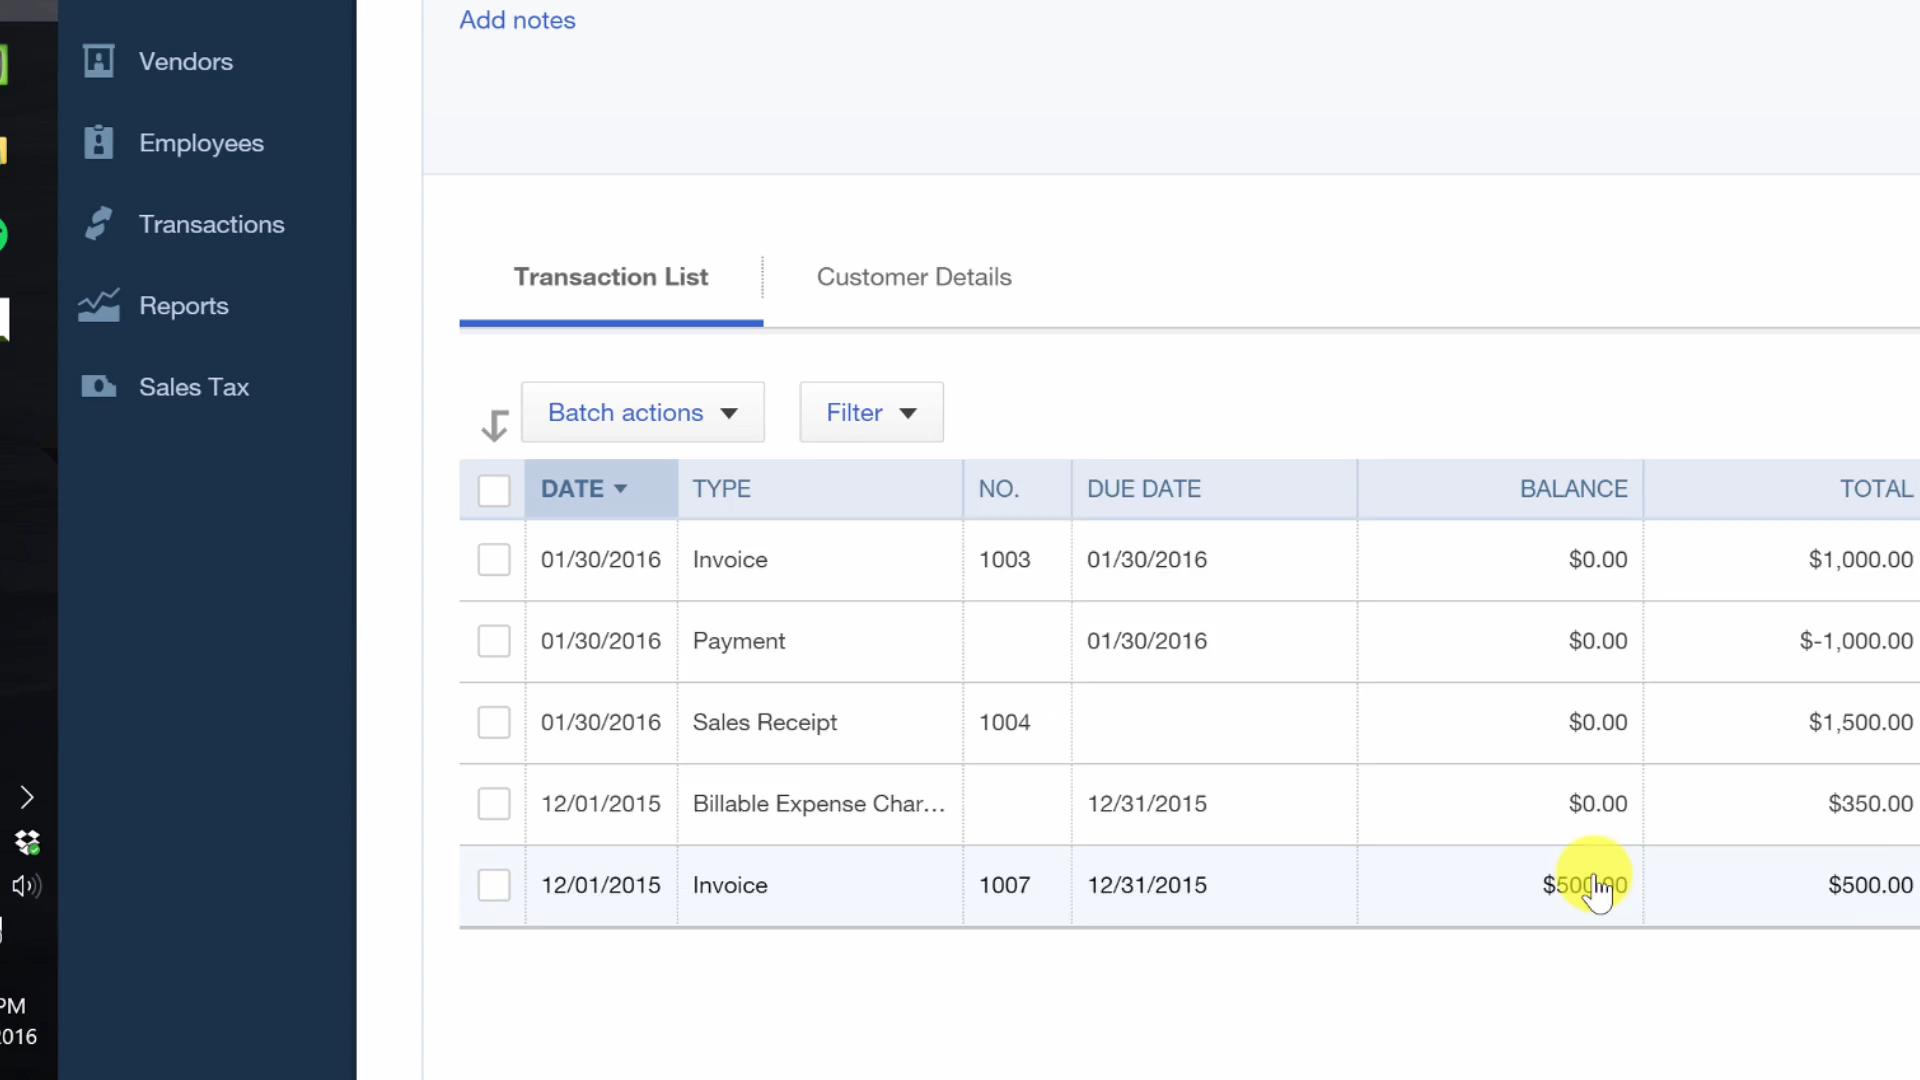 Add notes
Vendors
Employees
Transactions
Reports
Sales Tax
PM
2016
Transaction List
Customer Details
Batch actions
Filter
DATE TYPE NO. DUE DATE BALANCE TOTAL
01/30/2016 Invoice 1003 01/30/2016 $0.00 $1,000.00
01/30/2016 Payment 01/30/2016 $0.00 $-1,000.00
01/30/2016 Sales Receipt 1004 $0.00 $1,500.00
12/01/2015 Billable Expense Char... 12/31/2015 $0.00 $350.00
12/01/2015 Invoice 1007 12/31/2015 $500.00 $500.00